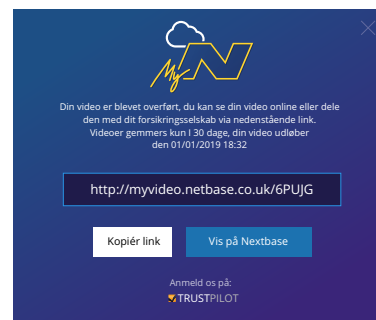 My N
Din video er blevet overført, du kan se din video online eller dele
den med dit forsikringsselskab via nedenstående link.
Videoer gemmers kun I 30 dage, din video udløber
den 01/01/2019 18:32
http://myvideo.netbase.co.uk/6PUJG
Kopiér link
Vis på Nextbase
Anmeld os på:
TRUSTPILOT